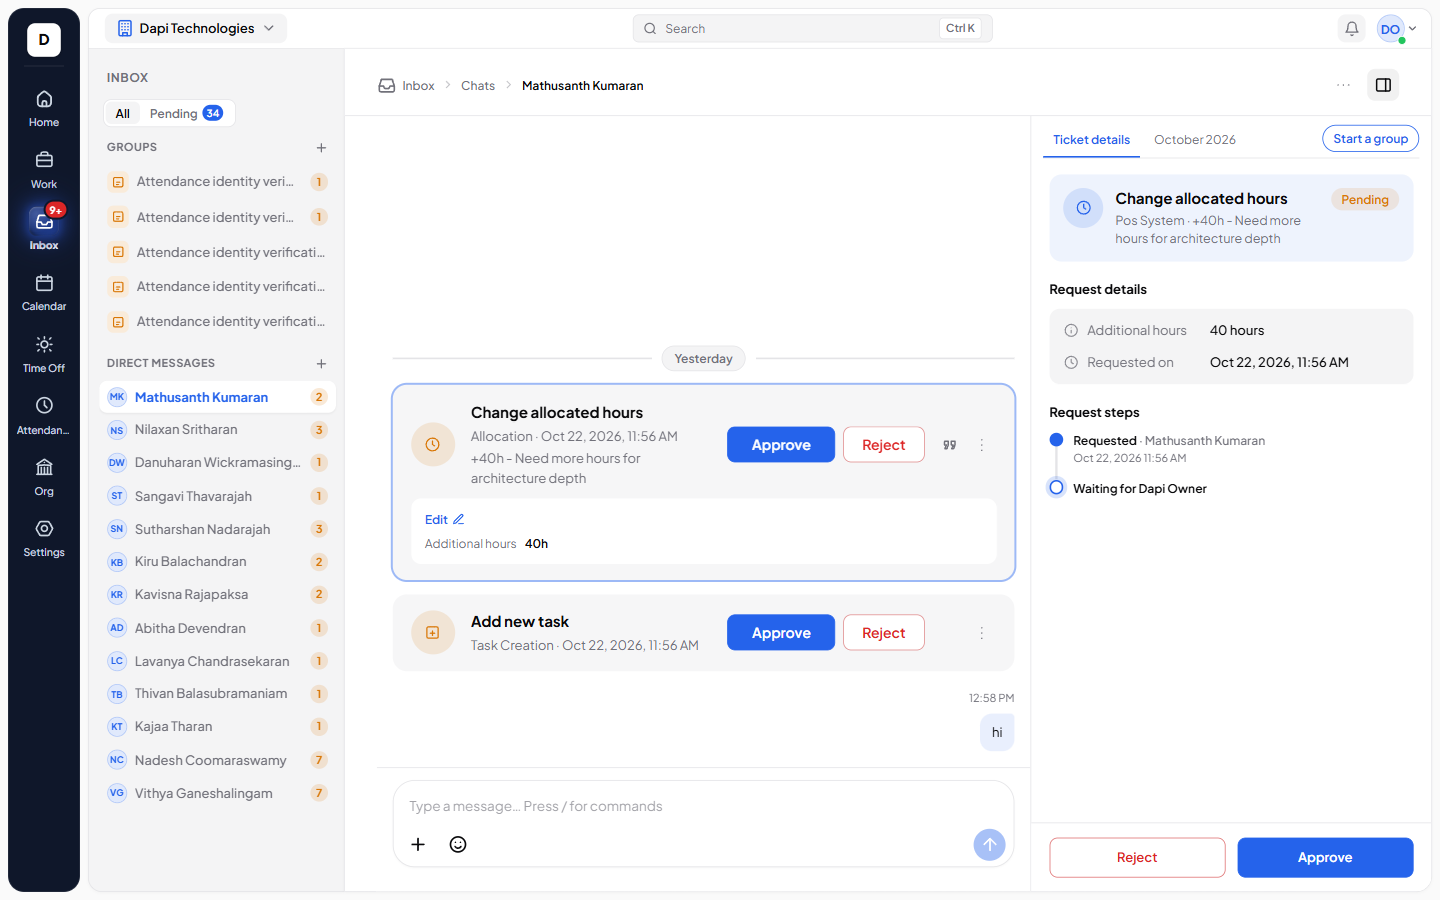 D
Home
Work
9+
Inbox
Calendar
Time Off
Attendan...
Org
Settings
Dapi Technologies
Search
Ctrl K
DO
INBOX
All
Pending 34
GROUPS
Attendance identity veri... 1
Attendance identity veri... 1
Attendance identity verificati...
Attendance identity verificati...
Attendance identity verificati...
DIRECT MESSAGES
MK Mathusanth Kumaran 2
NS Nilaxan Sritharan 3
DW Danuharan Wickramasing... 1
ST Sangavi Thavarajah 1
SN Sutharshan Nadarajah 3
KB Kiru Balachandran 2
KR Kavisna Rajapaksa 2
AD Abitha Devendran 1
LC Lavanya Chandrasekaran 1
TB Thivan Balasubramaniam 1
KT Kajaa Tharan 1
NC Nadesh Coomaraswamy 7
VG Vithya Ganeshalingam 7
Inbox > Chats > Mathusanth Kumaran
Yesterday
Change allocated hours
Allocation · Oct 22, 2026, 11:56 AM
+40h - Need more hours for
architecture depth
Approve
Reject
Edit
Additional hours 40h
Add new task
Task Creation · Oct 22, 2026, 11:56 AM
Approve
Reject
12:58 PM
hi
Type a message... Press / for commands
Ticket details
October 2026
Start a group
Change allocated hours
Pending
Pos System · +40h - Need more
hours for architecture depth
Request details
Additional hours 40 hours
Requested on Oct 22, 2026, 11:56 AM
Request steps
Requested · Mathusanth Kumaran
Oct 22, 2026 11:56 AM
Waiting for Dapi Owner
Reject
Approve